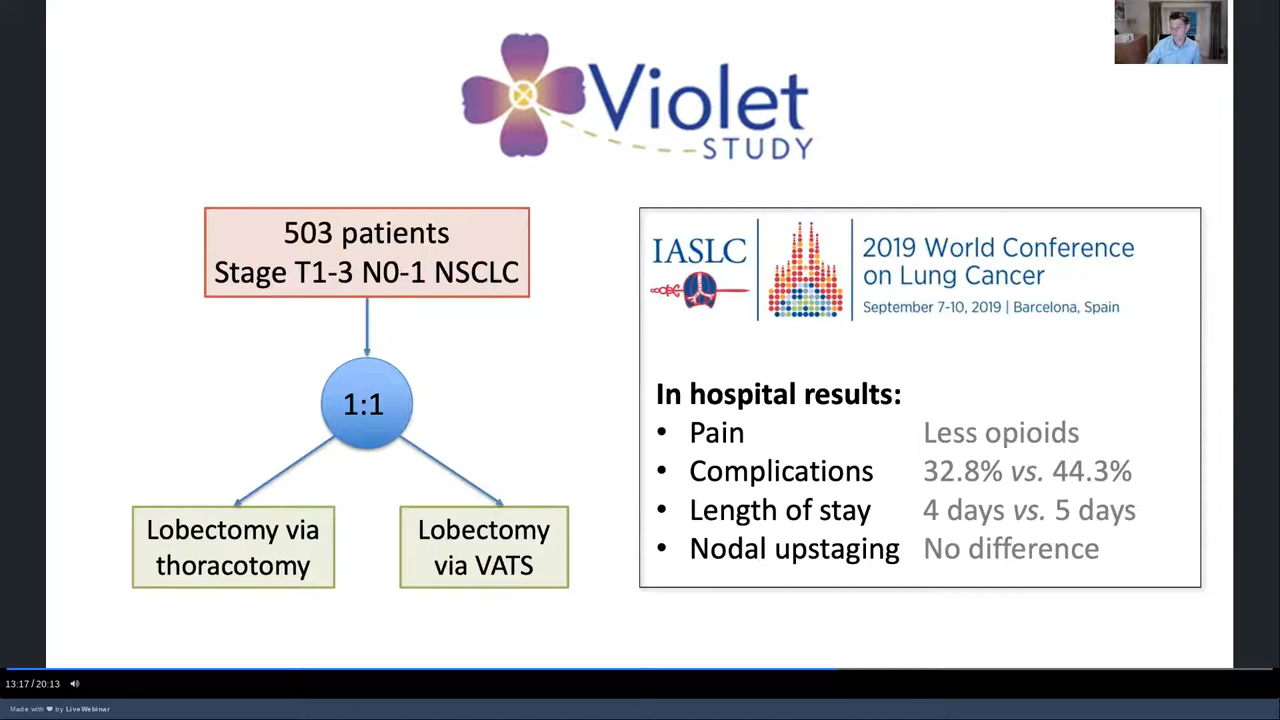 Violet
STUDY
503 patients
Stage T1-3 N0-1 NSCLC
1:1
Lobectomy via
thoracotomy
Lobectomy
via VATS
IASLC
2019 World Conference
on Lung Cancer
September 7-10, 2019 | Barcelona, Spain
In hospital results:
• Pain Less opioids
• Complications 32.8% vs. 44.3%
• Length of stay 4 days vs. 5 days
• Nodal upstaging No difference
13:17 / 20:13
Made with ❤ by LiveWebinar